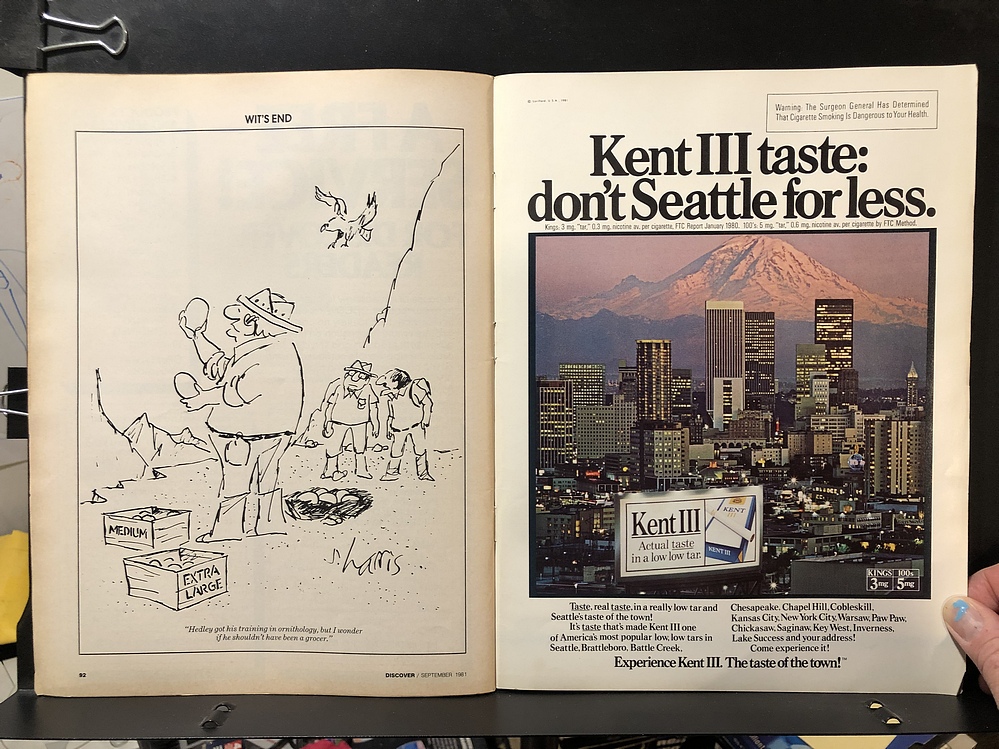 WIT'S END
MEDIUM
EXTRA
LARGE
S. harris
"Hedley got his training in ornithology, but I wonder
if he shouldn't have been a grocer."
92
DISCOVER / SEPTEMBER 1981
Warning: The Surgeon General Has Determined
That Cigarette Smoking Is Dangerous to Your Health.
Kent III taste:
don't Seattle for less.
Kings: 3 mg. "tar," 0.3 mg. nicotine av. per cigarette, FTC Report January 1980. 100's: 5 mg. "tar," 0.6 mg. nicotine av. per cigarette by FTC Method.
Kent III
Actual taste
in a low low tar.
KENT
III
KENT III
KINGS 100s
3mg 5mg
Taste, real taste, in a really low tar and
Seattle's taste of the town!
It's taste that's made Kent III one
of America's most popular low, low tars in
Seattle, Brattleboro, Battle Creek,
Chesapeake, Chapel Hill, Cobleskill,
Kansas City, New York City, Warsaw, Paw Paw,
Chickasaw, Saginaw, Key West, Inverness,
Lake Success and your address!
Come experience it!
Experience Kent III. The taste of the town!™